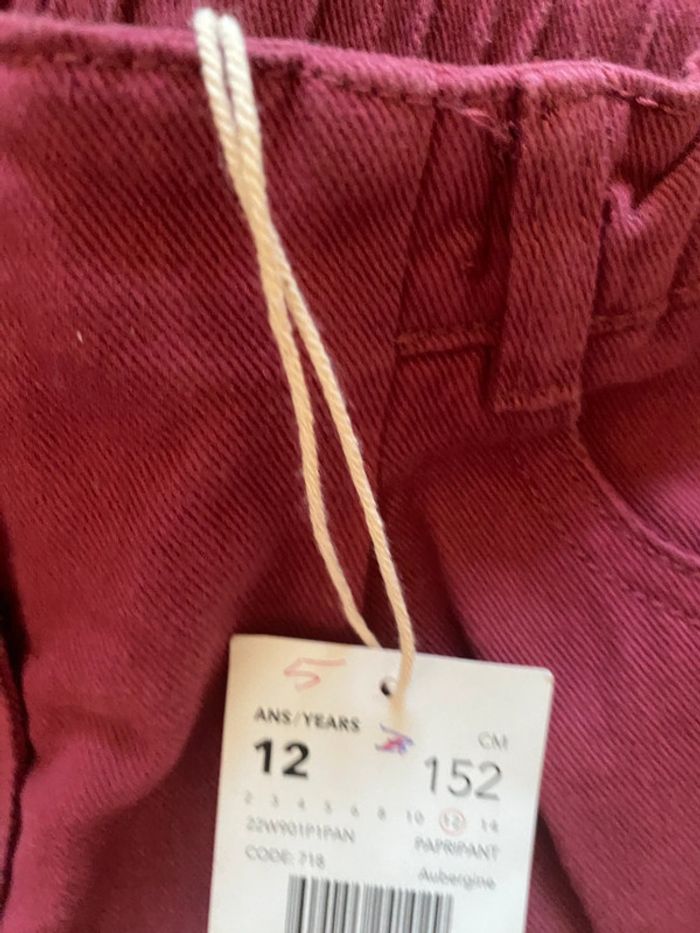 5
ANS/YEARS CM
12 152
2 3 4 5 6 8 10 12 14
22W901P1PAN PAPRIPANT
CODE: 718 Aubergine